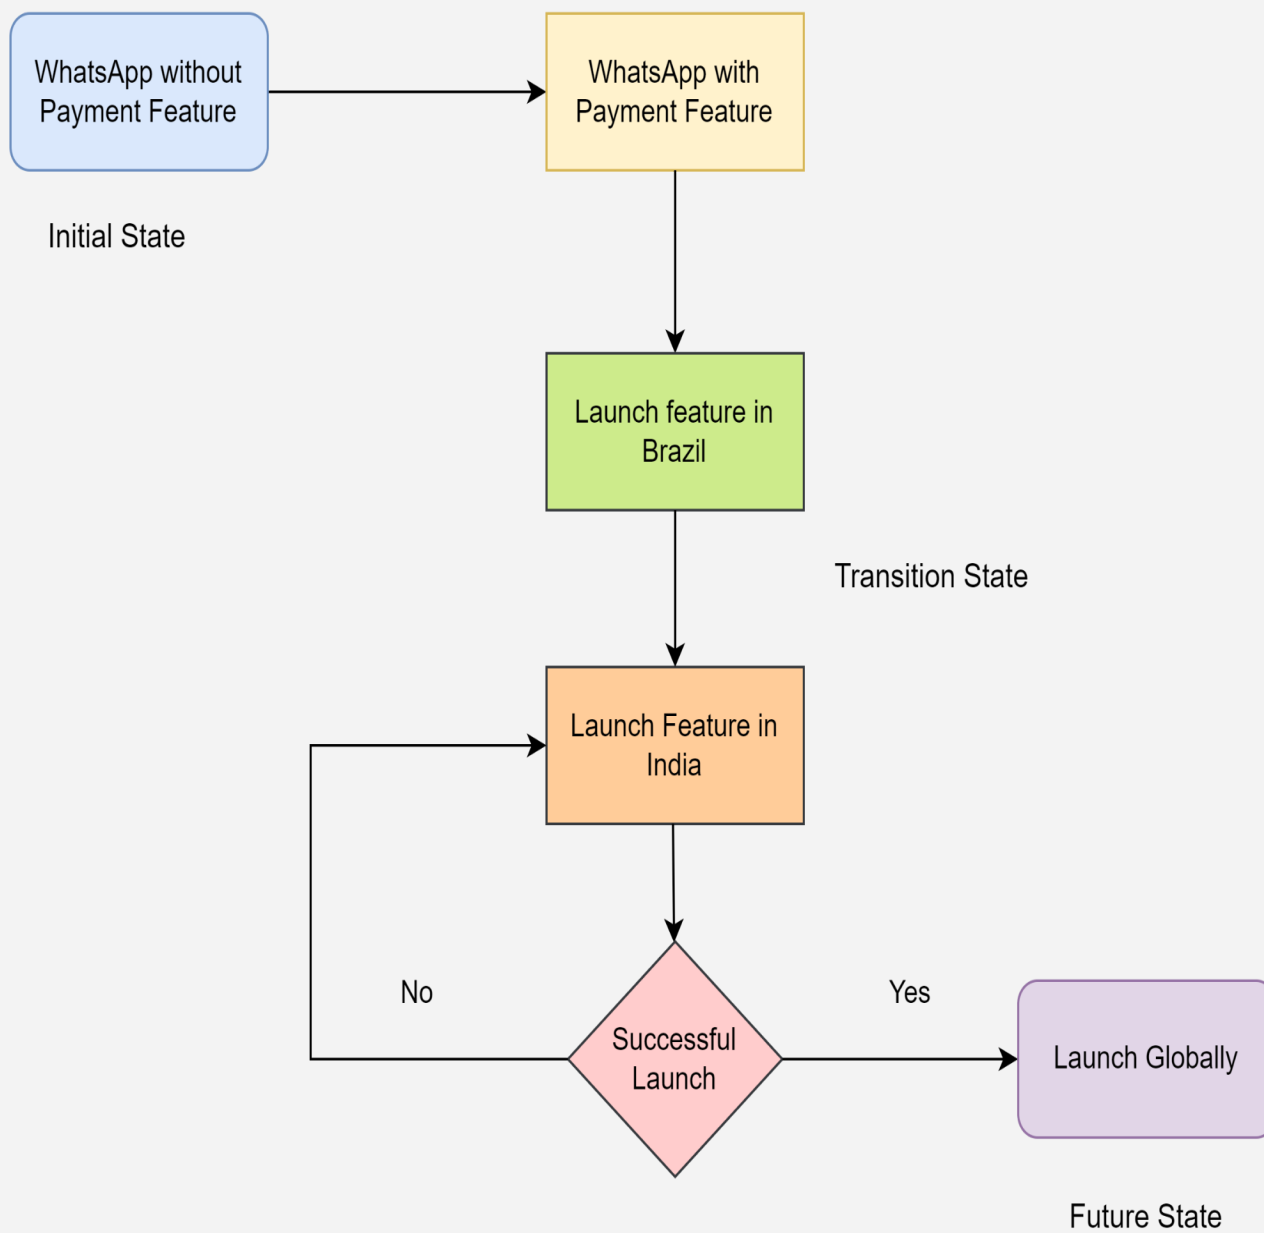 WhatsApp without
Payment Feature
WhatsApp with
Payment Feature
Initial State
Launch feature in
Brazil
Transition State
Launch Feature in
India
No
Yes
Successful
Launch
Launch Globally
Future State